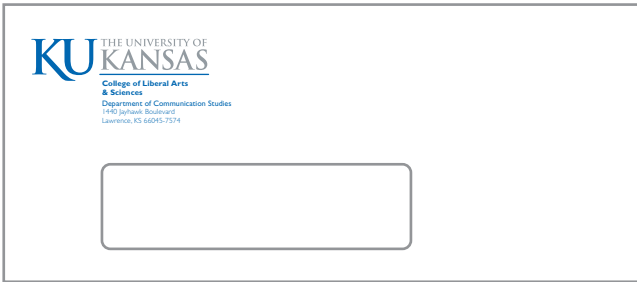 KU THE UNIVERSITY OF
KANSAS
College of Liberal Arts
& Sciences
Department of Communication Studies
1440 Jayhawk Boulevard
Lawrence, KS 66045-7574